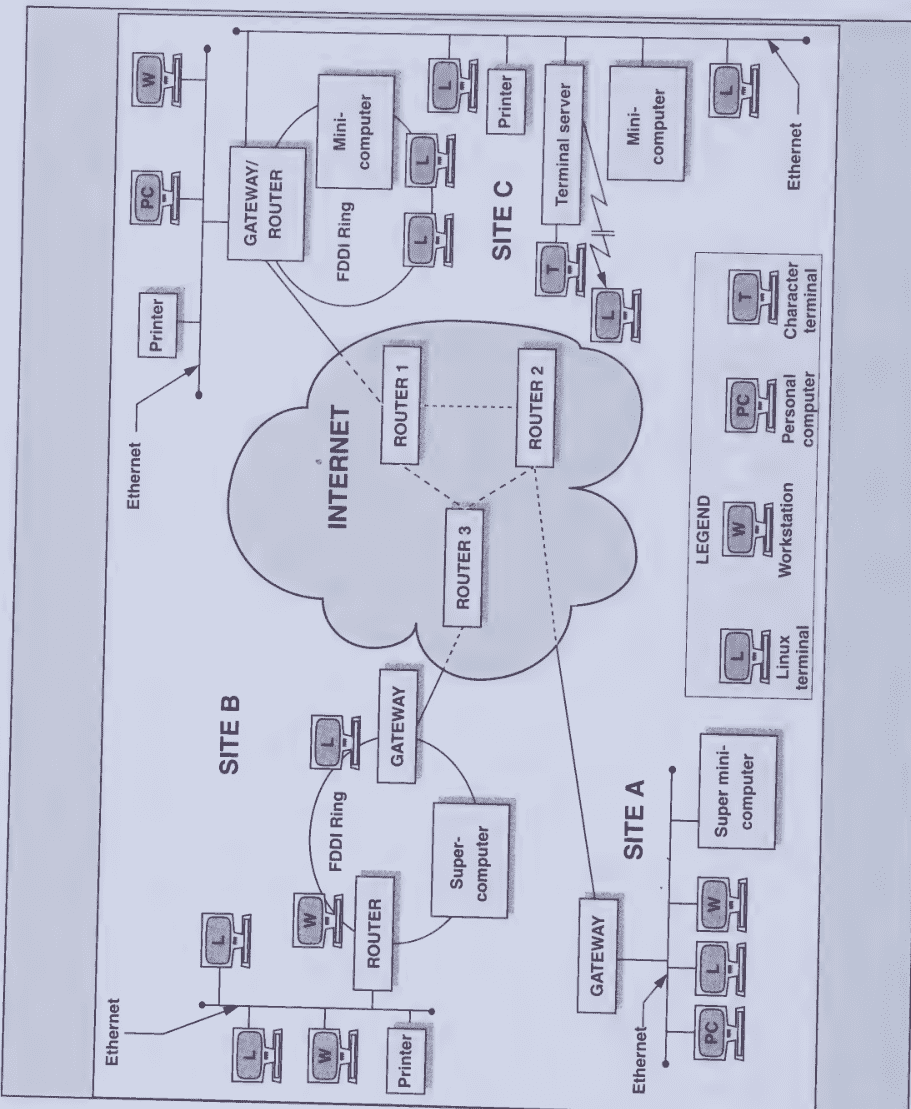 SITE B
Ethernet
L
L
W
Printer
ROUTER
W
FDDI Ring
L
GATEWAY
Super-
computer
INTERNET
ROUTER 1
ROUTER 2
ROUTER 3
Ethernet
Printer
PC
W
GATEWAY/
ROUTER
FDDI Ring
Mini-
computer
L
L
SITE C
L
Printer
Terminal server
T
L
Mini-
computer
L
Ethernet
SITE A
GATEWAY
Ethernet
PC
L
W
Super mini-
computer
LEGEND
L
Linux
terminal
W
Workstation
PC
Personal
computer
T
Character
terminal